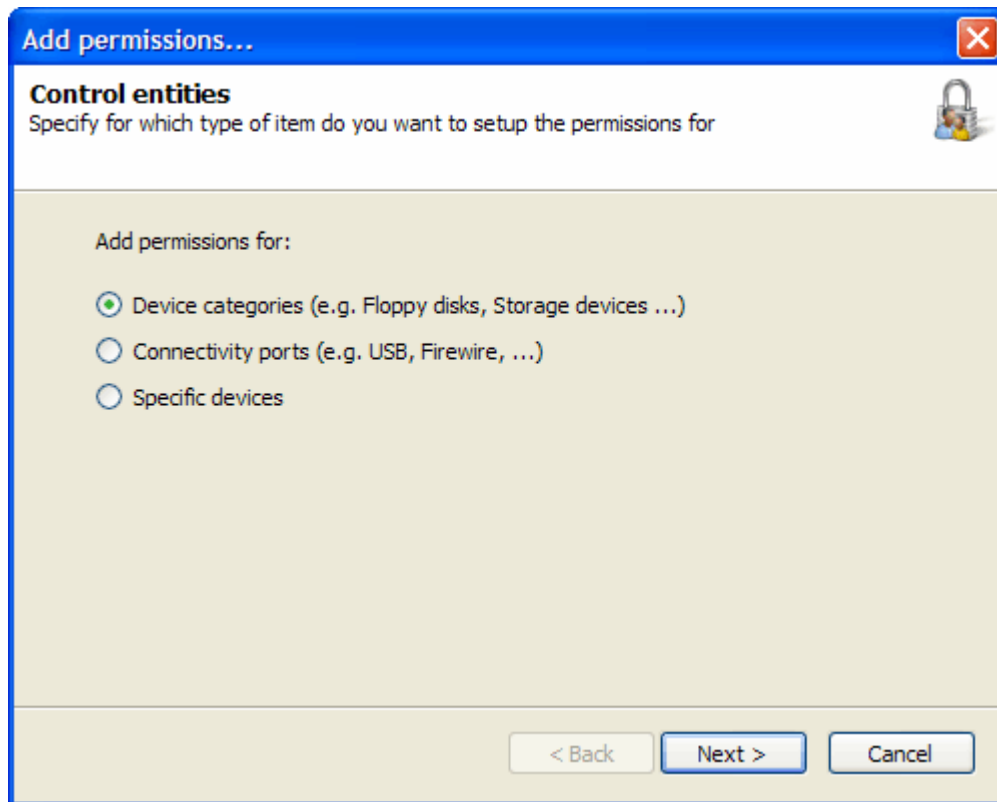 Add permissions...
Control entities
Specify for which type of item do you want to setup the permissions for
Add permissions for:
Device categories (e.g. Floppy disks, Storage devices ...)
Connectivity ports (e.g. USB, Firewire, ...)
Specific devices
< Back Next > Cancel